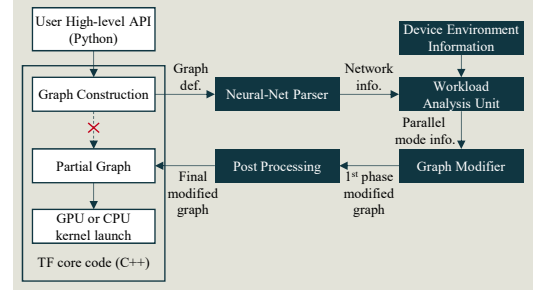 User High-level API
(Python)
Device Environment
Information
Graph Construction
Graph
def.
Neural-Net Parser
Network
info.
Workload
Analysis Unit
Parallel
mode info.
Partial Graph
Final
modified
graph
Post Processing
1st phase
modified
graph
Graph Modifier
GPU or CPU
kernel launch
TF core code (C++)